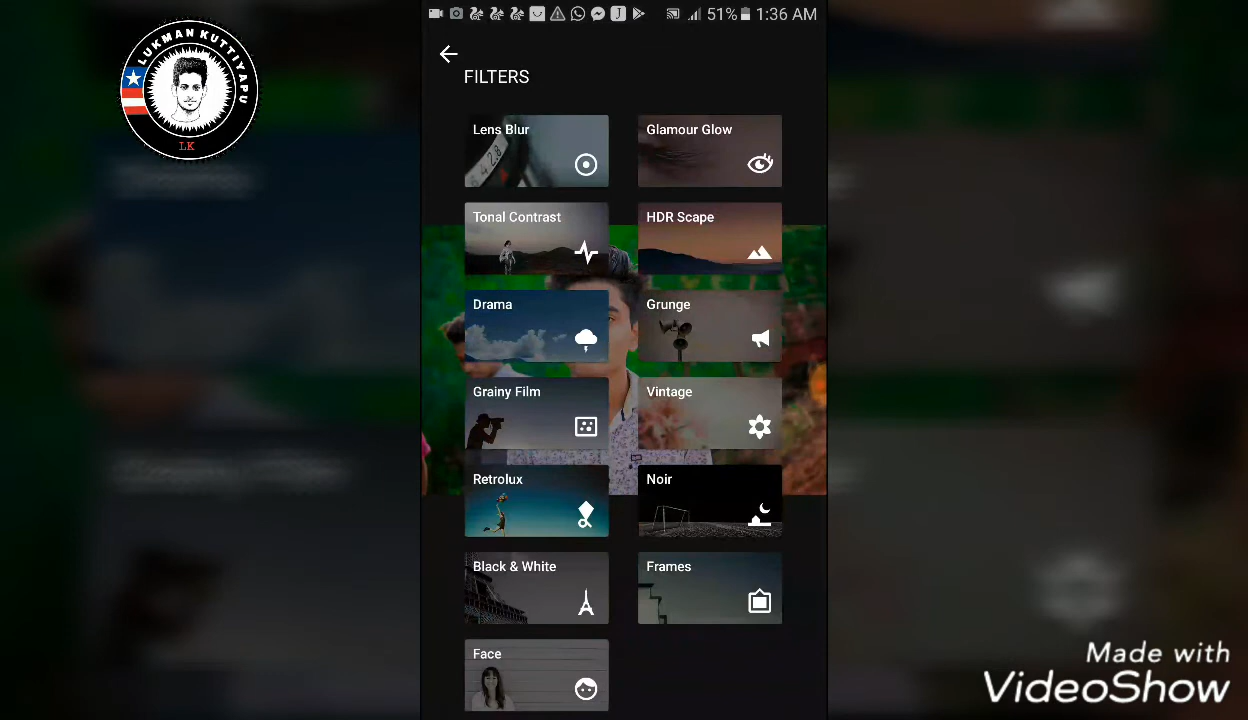 51% 1:36 AM
LUKMAN KUTTIYAPU
LK
FILTERS
Lens Blur
Glamour Glow
Tonal Contrast
HDR Scape
Drama
Grunge
Grainy Film
Vintage
Retrolux
Noir
Black & White
Frames
Face
Made with
VideoShow